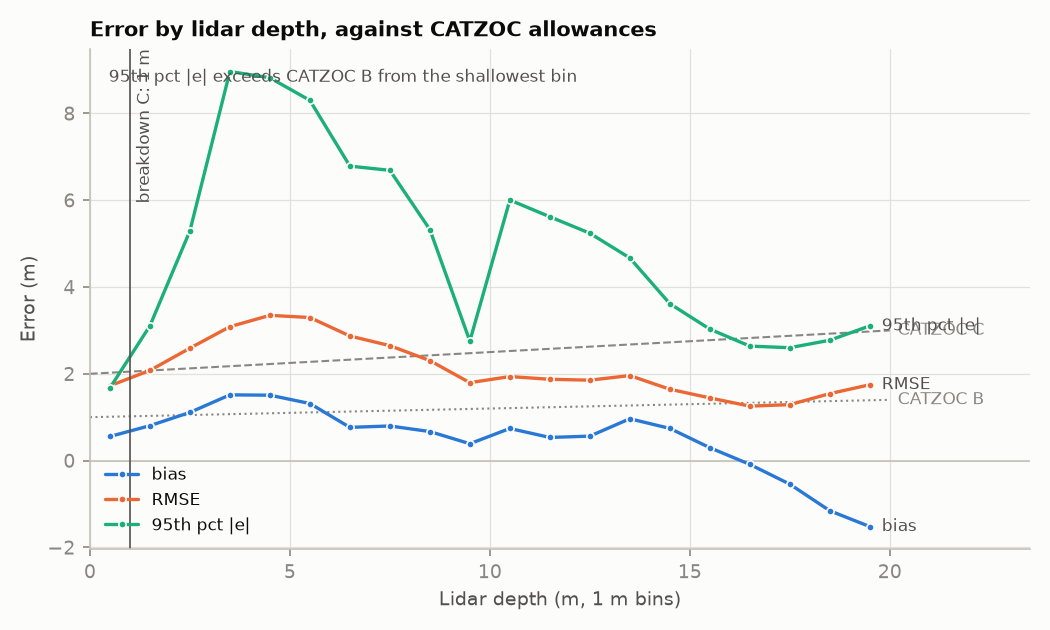 Error by lidar depth, against CATZOC allowances
95th pct |e| exceeds CATZOC B from the shallowest bin
breakdown C: 1 m
Error (m)
8
6
4
2
0
−2
95th pct |e|
CATZOC C
RMSE
CATZOC B
bias
bias
RMSE
95th pct |e|
0
5
10
15
20
Lidar depth (m, 1 m bins)